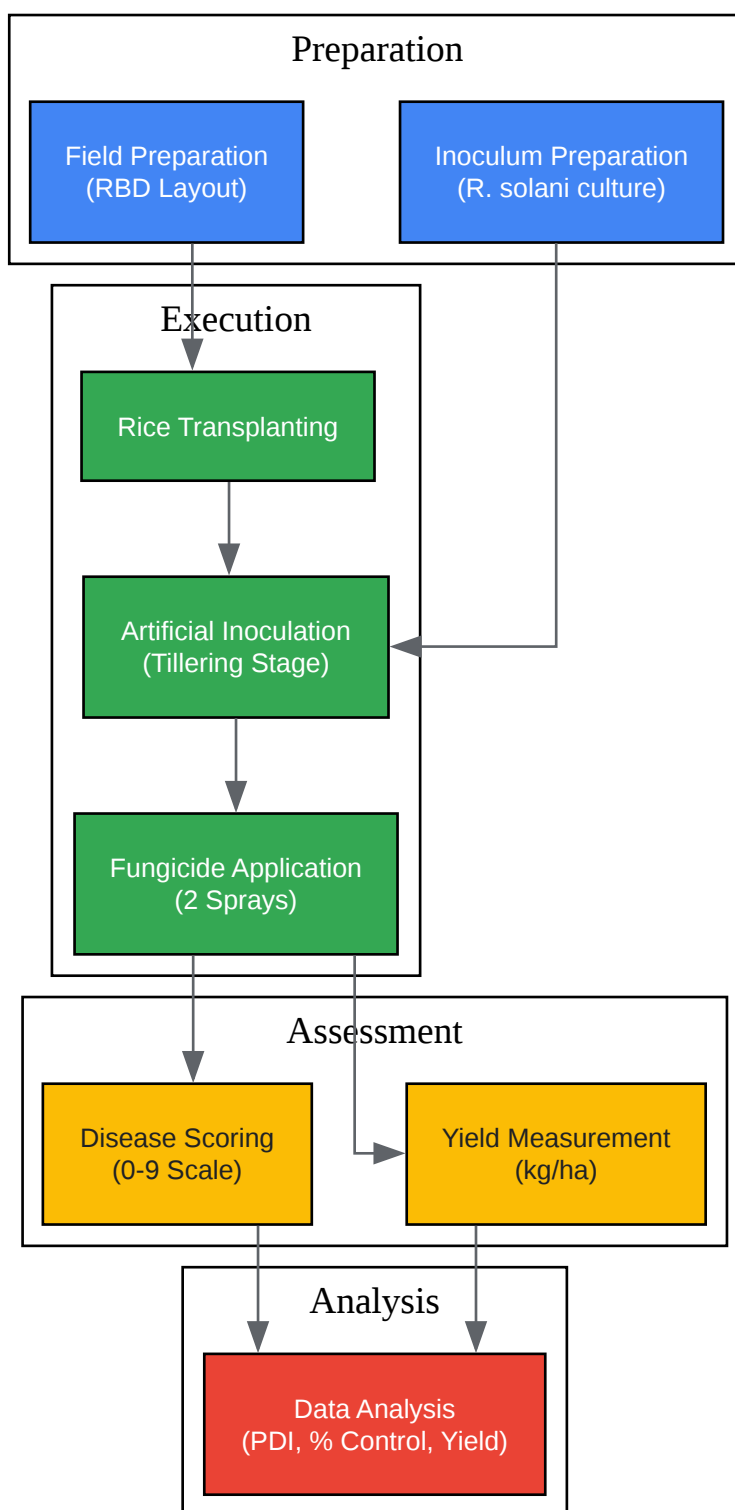 Preparation
Field Preparation
(RBD Layout)
Inoculum Preparation
(R. solani culture)
Execution
Rice Transplanting
Artificial Inoculation
(Tillering Stage)
Fungicide Application
(2 Sprays)
Assessment
Disease Scoring
(0-9 Scale)
Yield Measurement
(kg/ha)
Analysis
Data Analysis
(PDI, % Control, Yield)